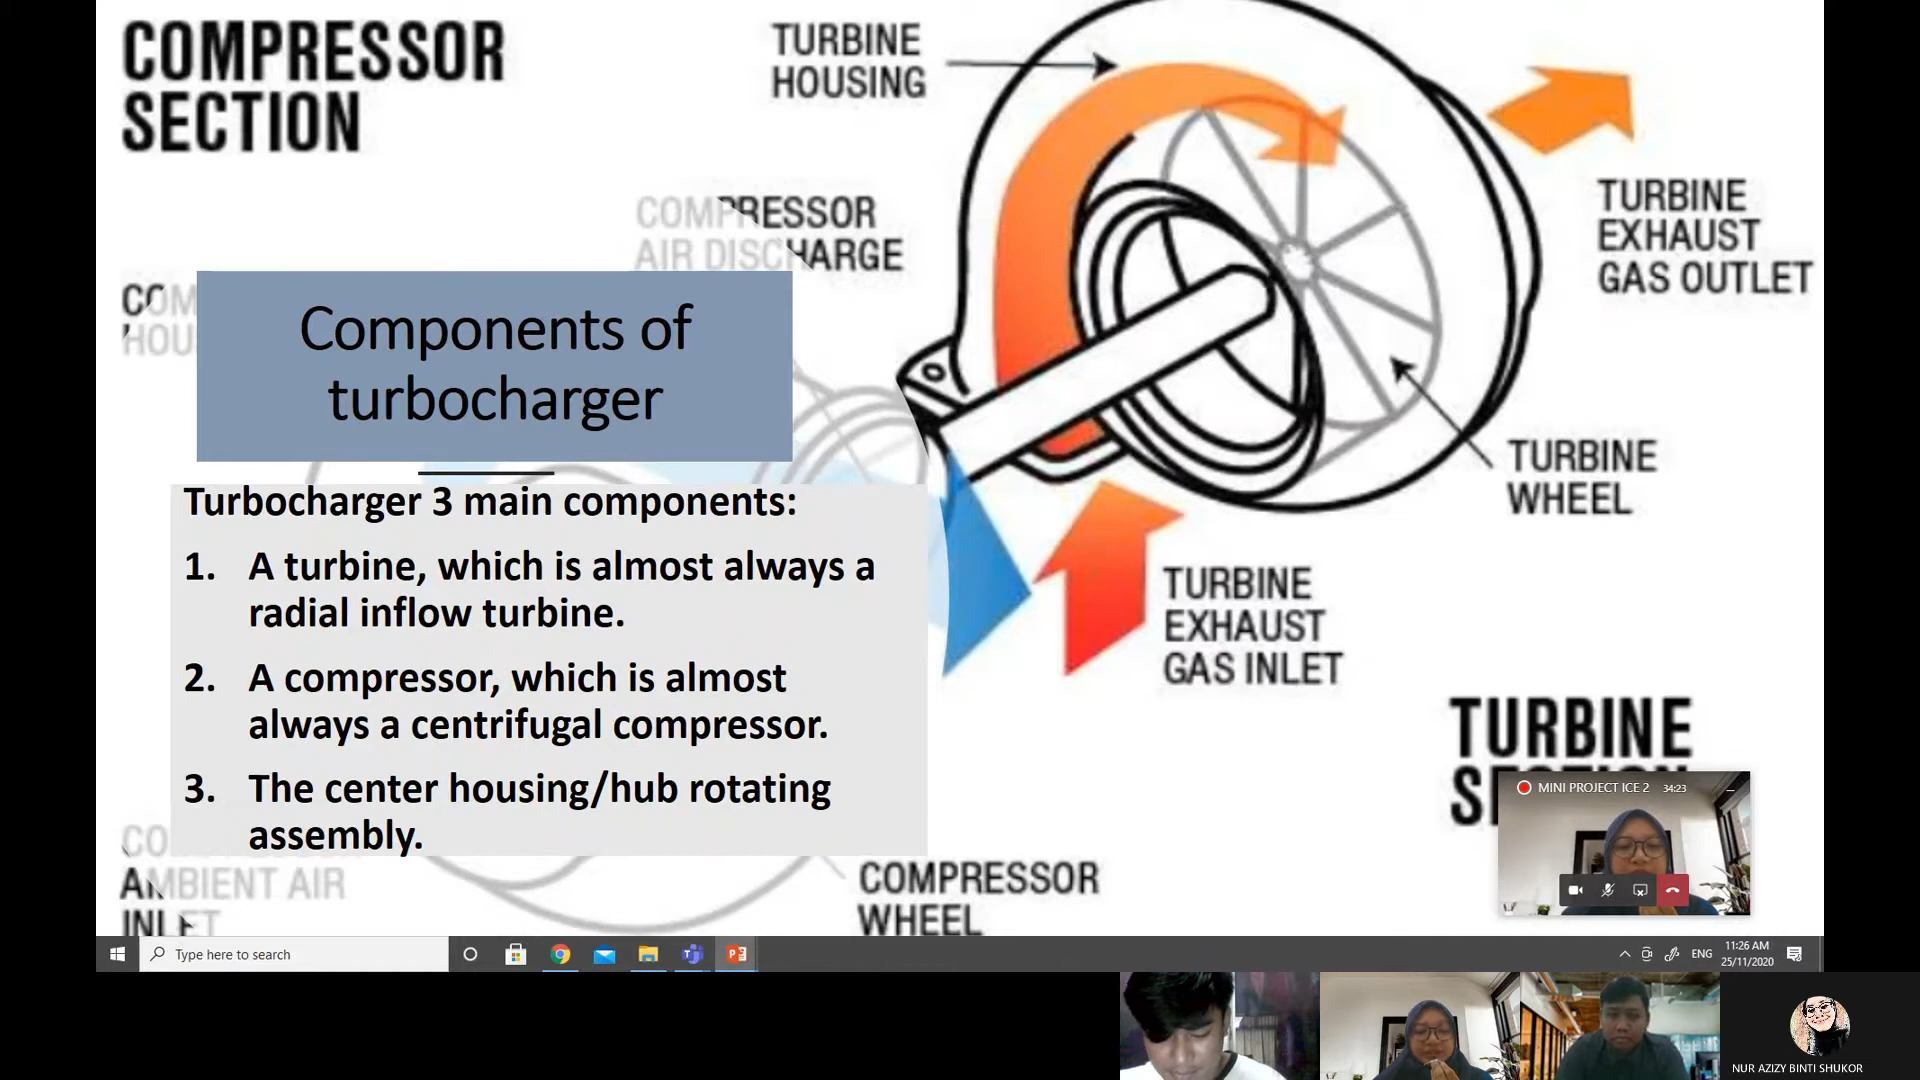 COMPRESSOR
SECTION
TURBINE
HOUSING
COMPRESSOR
AIR DISCHARGE
TURBINE
EXHAUST
GAS OUTLET
COM
HOU
Components of
turbocharger
TURBINE
WHEEL
Turbocharger 3 main components:
1. A turbine, which is almost always a
radial inflow turbine.
2. A compressor, which is almost
always a centrifugal compressor.
3. The center housing/hub rotating
assembly.
TURBINE
EXHAUST
GAS INLET
TURBINE
MINI PROJECT ICE 2 34:23
AMBIENT AIR
INLET
COMPRESSOR
WHEEL
Type here to search
ENG
11:26 AM
25/11/2020
NUR AZIZY BINTI SHUKOR